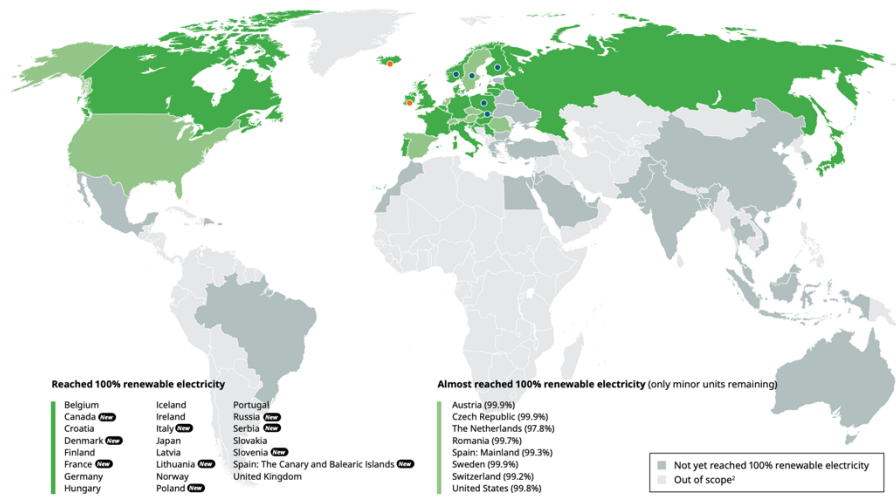 Reached 100% renewable electricity
Belgium
Canada New
Croatia
Denmark New
Finland
France New
Germany
Hungary
Iceland
Ireland
Italy New
Japan
Latvia
Lithuania New
Norway
Poland New
Portugal
Russia New
Serbia New
Slovakia
Slovenia New
Spain: The Canary and Balearic Islands New
United Kingdom
Almost reached 100% renewable electricity (only minor units remaining)
Austria (99.9%)
Czech Republic (99.9%)
The Netherlands (97.8%)
Romania (99.7%)
Spain: Mainland (99.3%)
Sweden (99.9%)
Switzerland (99.2%)
United States (99.8%)
Not yet reached 100% renewable electricity
Out of scope²